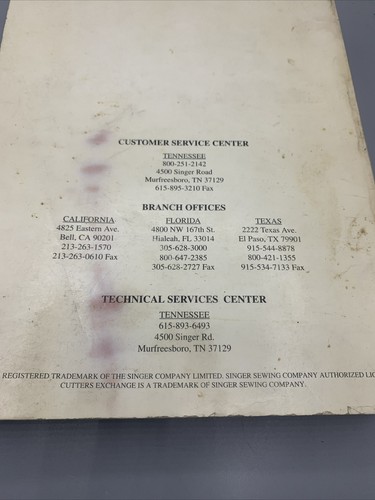 CUSTOMER SERVICE CENTER
TENNESSEE
800-251-2142
4500 Singer Road
Murfreesboro, TN 37129
615-895-3210 Fax
BRANCH OFFICES
CALIFORNIA
4825 Eastern Ave.
Bell, CA 90201
213-263-1570
213-263-0610 Fax
FLORIDA
4800 NW 167th St.
Hialeah, FL 33014
305-628-3000
800-647-2385
305-628-2727 Fax
TEXAS
2222 Texas Ave.
El Paso, TX 79901
915-544-8878
800-421-1355
915-534-7133 Fax
TECHNICAL SERVICES CENTER
TENNESSEE
615-893-6493
4500 Singer Rd.
Murfreesboro, TN 37129
REGISTERED TRADEMARK OF THE SINGER COMPANY LIMITED. SINGER SEWING COMPANY AUTHORIZED LIC
CUTTERS EXCHANGE IS A TRADEMARK OF SINGER SEWING COMPANY.